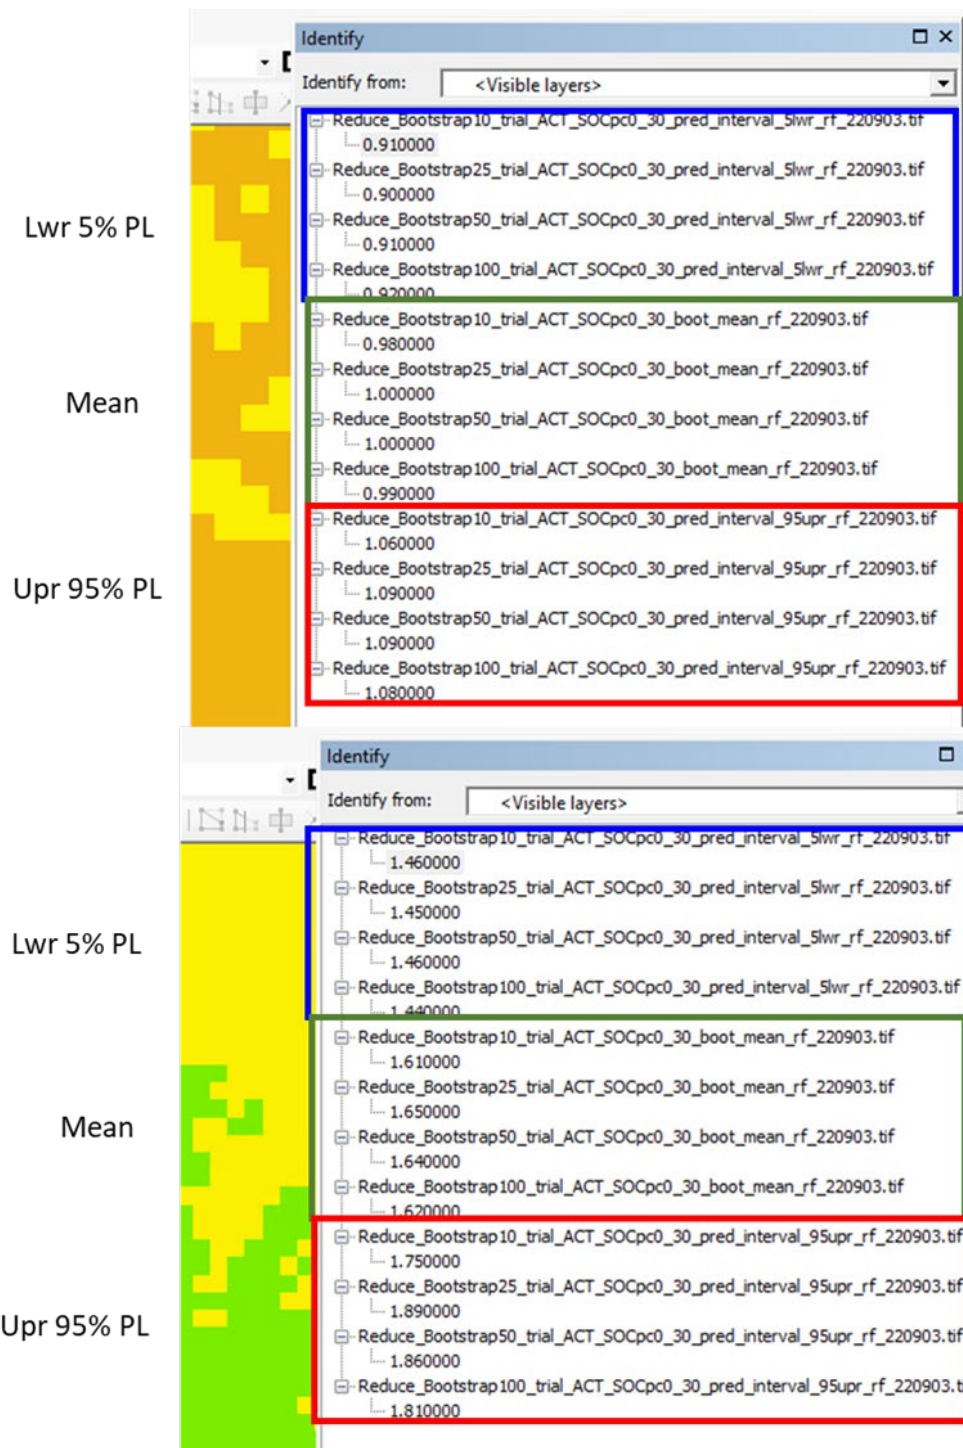 Identify
Identify from: <Visible layers>
Reduce_Bootstrap10_trial_ACT_SOCpc0_30_pred_interval_5lwr_rf_220903.tif
0.910000
Reduce_Bootstrap25_trial_ACT_SOCpc0_30_pred_interval_5lwr_rf_220903.tif
0.900000
Lwr 5% PL
Reduce_Bootstrap50_trial_ACT_SOCpc0_30_pred_interval_5lwr_rf_220903.tif
0.910000
Reduce_Bootstrap100_trial_ACT_SOCpc0_30_pred_interval_5lwr_rf_220903.tif
0.920000
Reduce_Bootstrap10_trial_ACT_SOCpc0_30_boot_mean_rf_220903.tif
0.980000
Reduce_Bootstrap25_trial_ACT_SOCpc0_30_boot_mean_rf_220903.tif
1.000000
Mean
Reduce_Bootstrap50_trial_ACT_SOCpc0_30_boot_mean_rf_220903.tif
1.000000
Reduce_Bootstrap100_trial_ACT_SOCpc0_30_boot_mean_rf_220903.tif
0.990000
Reduce_Bootstrap10_trial_ACT_SOCpc0_30_pred_interval_95upr_rf_220903.tif
1.060000
Reduce_Bootstrap25_trial_ACT_SOCpc0_30_pred_interval_95upr_rf_220903.tif
1.090000
Upr 95% PL
Reduce_Bootstrap50_trial_ACT_SOCpc0_30_pred_interval_95upr_rf_220903.tif
1.090000
Reduce_Bootstrap100_trial_ACT_SOCpc0_30_pred_interval_95upr_rf_220903.tif
1.080000
Identify
Identify from: <Visible layers>
Reduce_Bootstrap10_trial_ACT_SOCpc0_30_pred_interval_5lwr_rf_220903.tif
1.460000
Reduce_Bootstrap25_trial_ACT_SOCpc0_30_pred_interval_5lwr_rf_220903.tif
1.450000
Lwr 5% PL
Reduce_Bootstrap50_trial_ACT_SOCpc0_30_pred_interval_5lwr_rf_220903.tif
1.460000
Reduce_Bootstrap100_trial_ACT_SOCpc0_30_pred_interval_5lwr_rf_220903.tif
1.440000
Reduce_Bootstrap10_trial_ACT_SOCpc0_30_boot_mean_rf_220903.tif
1.610000
Reduce_Bootstrap25_trial_ACT_SOCpc0_30_boot_mean_rf_220903.tif
1.650000
Mean
Reduce_Bootstrap50_trial_ACT_SOCpc0_30_boot_mean_rf_220903.tif
1.640000
Reduce_Bootstrap100_trial_ACT_SOCpc0_30_boot_mean_rf_220903.tif
1.620000
Reduce_Bootstrap10_trial_ACT_SOCpc0_30_pred_interval_95upr_rf_220903.tif
1.750000
Reduce_Bootstrap25_trial_ACT_SOCpc0_30_pred_interval_95upr_rf_220903.tif
1.890000
Upr 95% PL
Reduce_Bootstrap50_trial_ACT_SOCpc0_30_pred_interval_95upr_rf_220903.tif
1.860000
Reduce_Bootstrap100_trial_ACT_SOCpc0_30_pred_interval_95upr_rf_220903.ti
1.810000